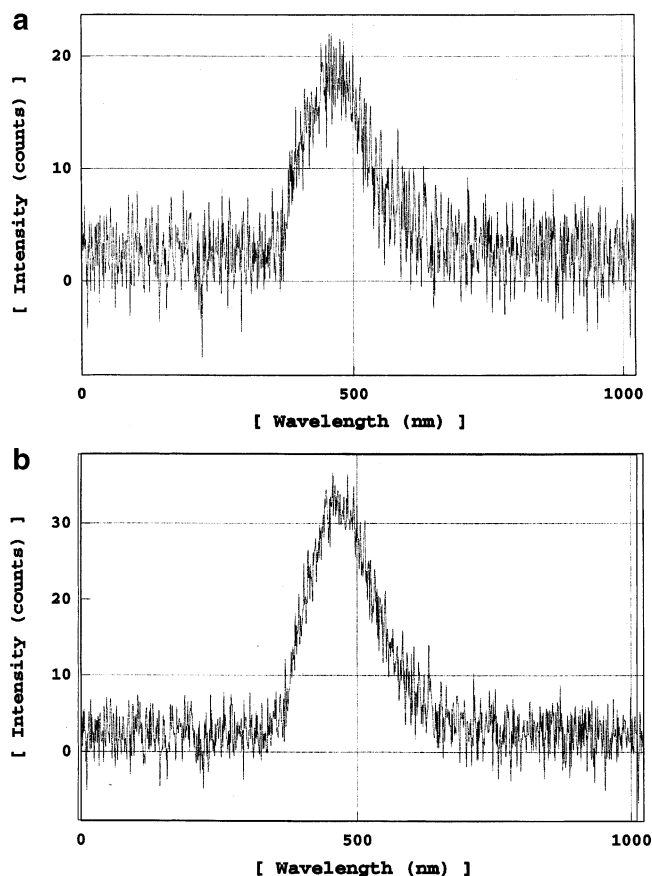 a
[ Intensity (counts) ]
20
10
0
0 500 1000
[ Wavelength (nm) ]
b
[ Intensity (counts) ]
30
20
10
0
0 500 1000
[ Wavelength (nm) ]